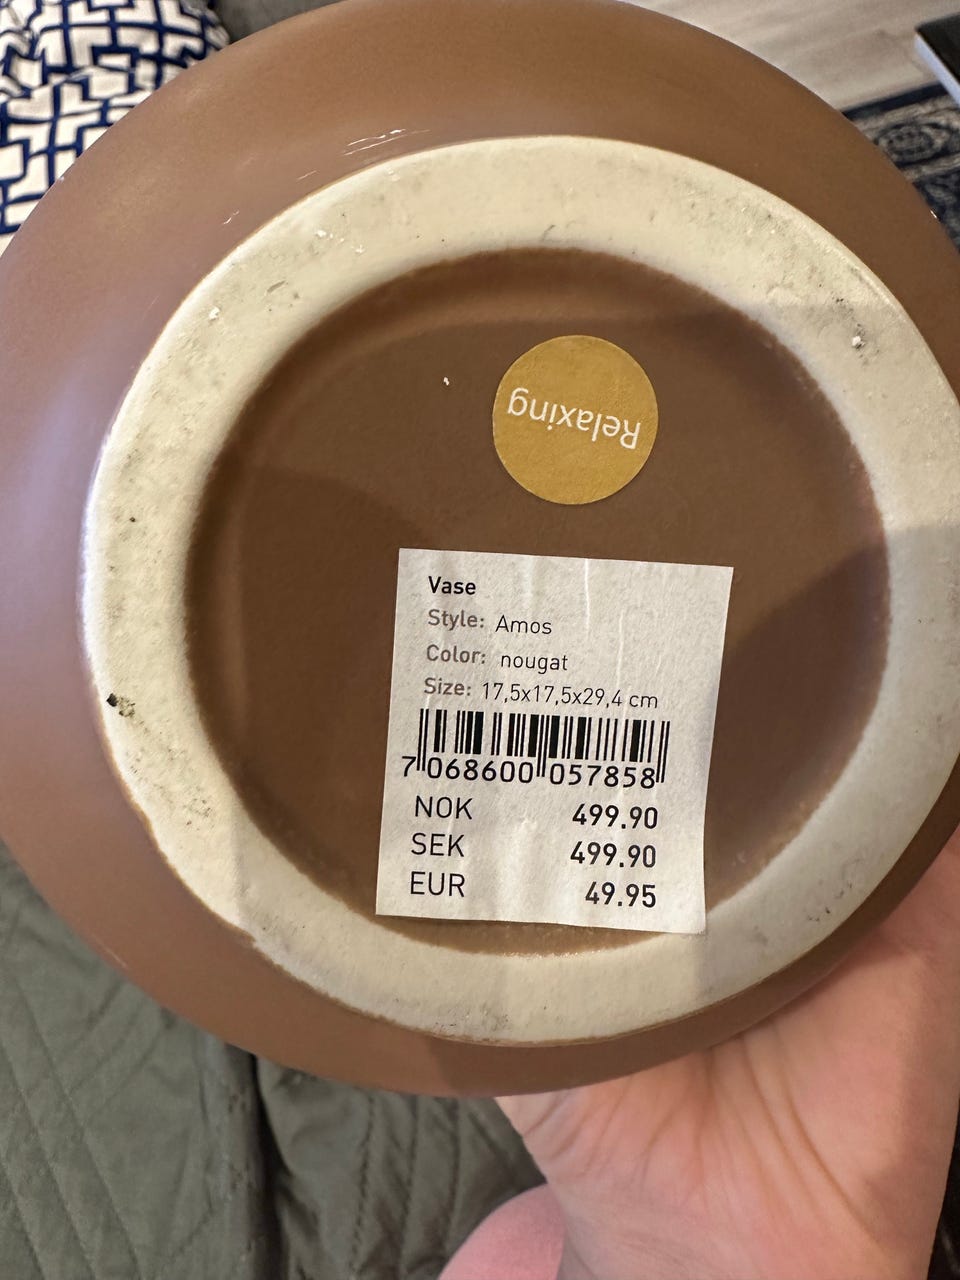 Relaxing
Vase
Style: Amos
Color: nougat
Size: 17,5x17,5x29,4 cm
7 068600 057858
NOK 499.90
SEK 499.90
EUR 49.95